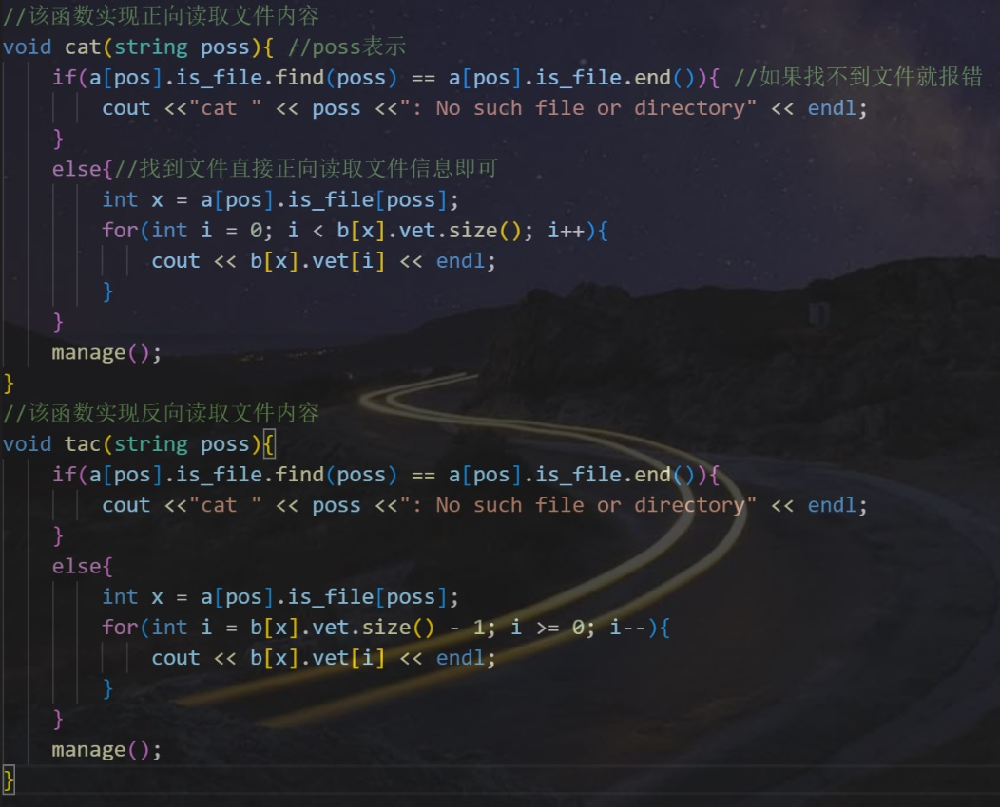 //该函数实现正向读取文件内容
void cat(string poss){ //poss表示
    if(a[pos].is_file.find(poss) == a[pos].is_file.end()){ //如果找不到文件就报错
        cout <<"cat " << poss <<": No such file or directory" << endl;
    }
    else{//找到文件直接正向读取文件信息即可
        int x = a[pos].is_file[poss];
        for(int i = 0; i < b[x].vet.size(); i++){
            cout << b[x].vet[i] << endl;
        }
    }
    manage();
}
//该函数实现反向读取文件内容
void tac(string poss){
    if(a[pos].is_file.find(poss) == a[pos].is_file.end()){
        cout <<"cat " << poss <<": No such file or directory" << endl;
    }
    else{
        int x = a[pos].is_file[poss];
        for(int i = b[x].vet.size() - 1; i >= 0; i--){
            cout << b[x].vet[i] << endl;
        }
    }
    manage();
}